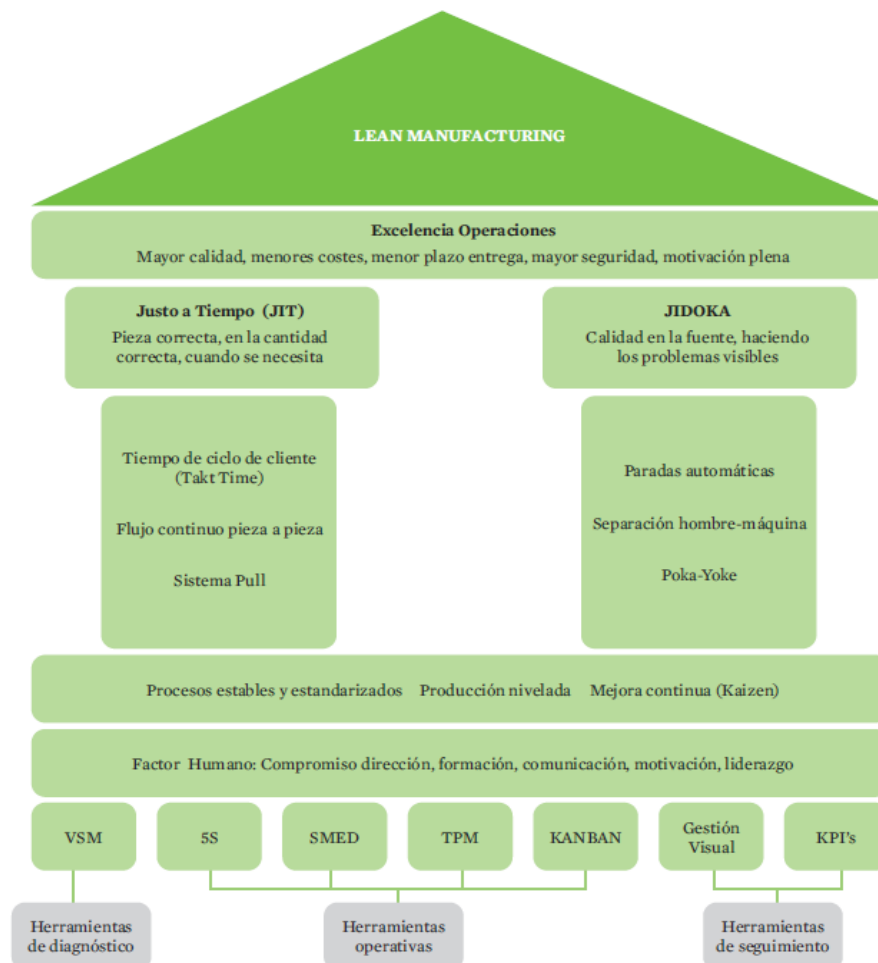 LEAN MANUFACTURING
Excelencia Operaciones
Mayor calidad, menores costes, menor plazo entrega, mayor seguridad, motivación plena
Justo a Tiempo (JIT)
Pieza correcta, en la cantidad
correcta, cuando se necesita
JIDOKA
Calidad en la fuente, haciendo
los problemas visibles
Tiempo de ciclo de cliente
(Takt Time)
Flujo continuo pieza a pieza
Sistema Pull
Paradas automáticas
Separación hombre-máquina
Poka-Yoke
Procesos estables y estandarizados Producción nivelada Mejora continua (Kaizen)
Factor Humano: Compromiso dirección, formación, comunicación, motivación, liderazgo
VSM
5S
SMED
TPM
KANBAN
Gestión
Visual
KPI's
Herramientas
de diagnóstico
Herramientas
operativas
Herramientas
de seguimiento